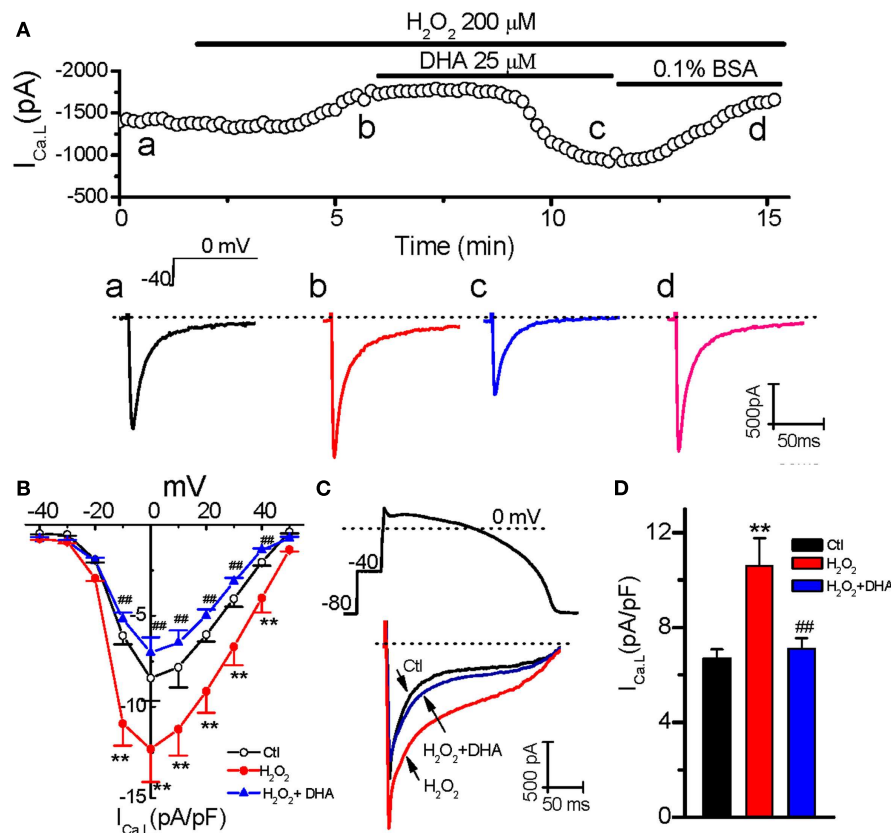 A
H₂O₂ 200 μM
DHA 25 μM
0.1% BSA
-2000
-1500
-1000
-500
I_Ca.L (pA)
a
b
c
d
0
5
10
15
Time (min)
0 mV
-40
a
b
c
d
500pA
50ms
B
mV
-40
-20
0
20
40
##
##
##
##
##
##
-5
-10
-15
**
**
**
**
**
**
Ctl
H₂O₂
H₂O₂+ DHA
I_Ca.L (pA/pF)
C
0 mV
-40
-80
Ctl
H₂O₂+DHA
H₂O₂
500 pA
50 ms
D
12
8
4
0
I_Ca.L (pA/pF)
**
##
Ctl
H₂O₂
H₂O₂+DHA